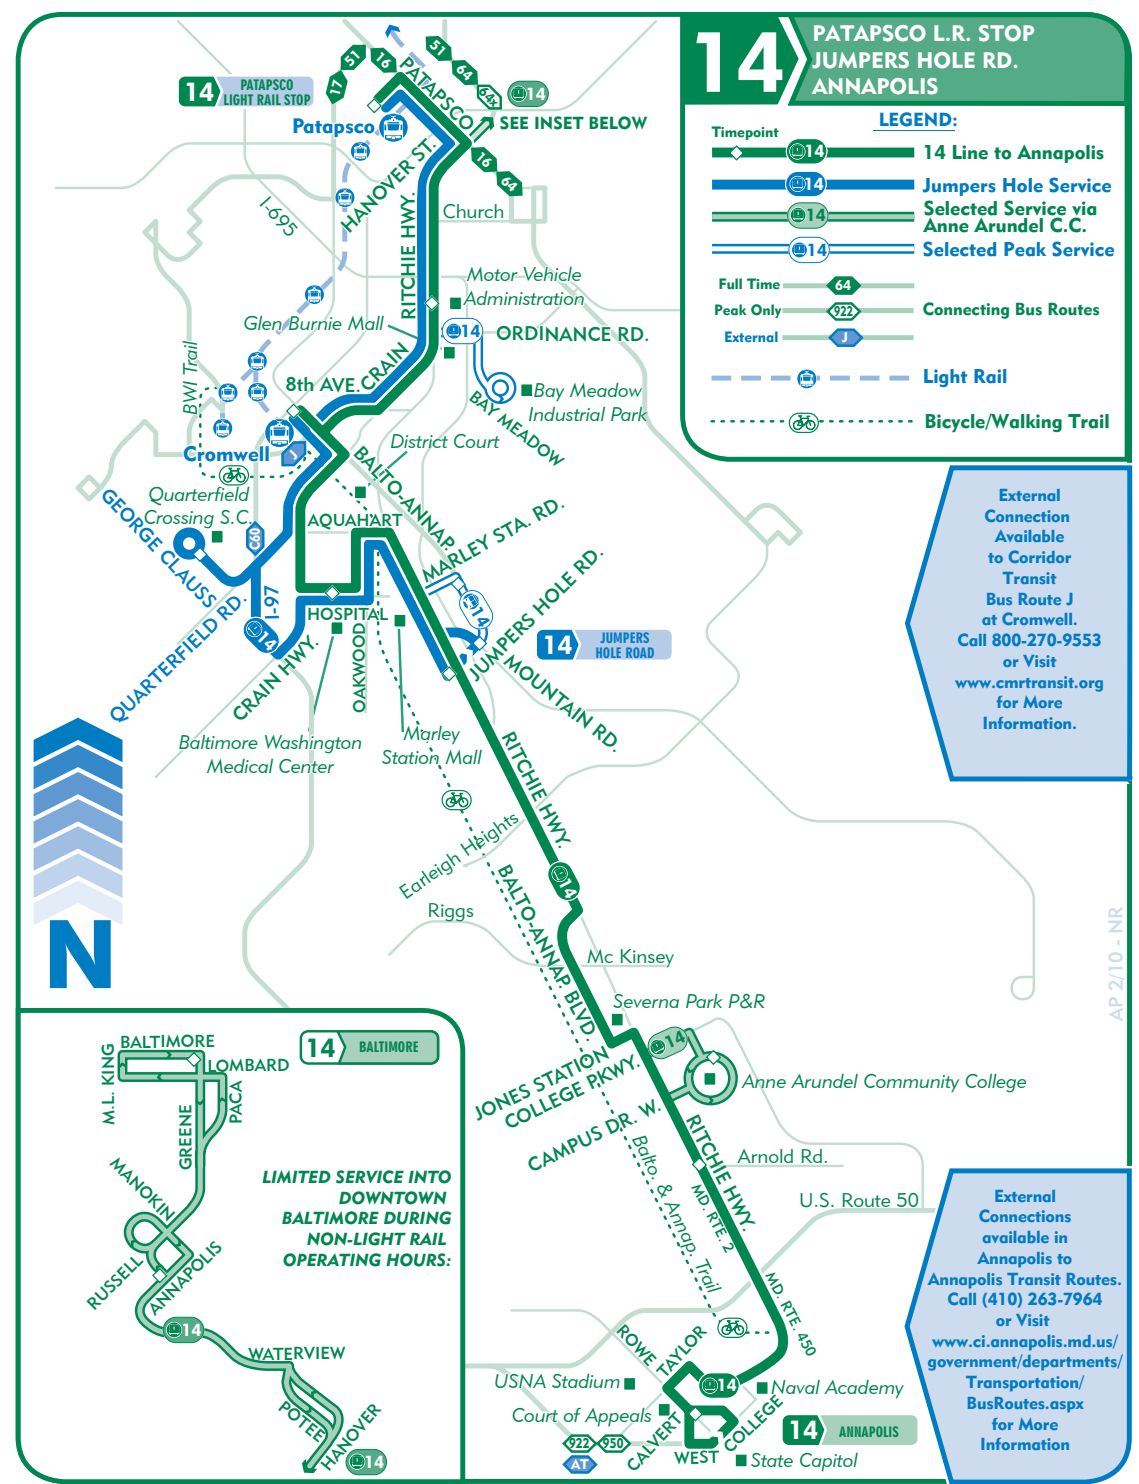 14
PATAPSCO L.R. STOP
JUMPERS HOLE RD.
ANNAPOLIS
LEGEND:
Timepoint
14
14 Line to Annapolis
14
Jumpers Hole Service
14
Selected Service via
Anne Arundel C.C.
14
Selected Peak Service
Full Time
64
Peak Only
922
Connecting Bus Routes
External
J
Light Rail
Bicycle/Walking Trail
14
PATAPSCO
LIGHT RAIL STOP
17
51
16
51
64
64x
14
PATAPSCO
SEE INSET BELOW
Patapsco
16
64
HANOVER ST.
I-695
RITCHIE HWY.
Church
Motor Vehicle
Administration
Glen Burnie Mall
14
ORDINANCE RD.
BWI Trail
8th AVE.
CRAIN
Bay Meadow
Industrial Park
BAY MEADOW
District Court
Cromwell
J
BALTO-ANNAP.
Quarterfield
Crossing S.C.
C60
GEORGE CLAUSS
AQUAHART
MARLEY STA. RD.
QUARTERFIELD RD.
I-97
14
HOSPITAL
14
JUMPERS HOLE RD.
14
JUMPERS
HOLE ROAD
CRAIN HWY.
OAKWOOD
MOUNTAIN RD.
Baltimore Washington
Medical Center
Marley
Station Mall
RITCHIE HWY.
Earleigh Heights
14
BALTO-ANNAP. BLVD.
Riggs
Mc Kinsey
Severna Park P&R
JONES STATION
COLLEGE PKWY.
14
Anne Arundel Community College
CAMPUS DR. W.
RITCHIE HWY.
Arnold Rd.
MD. RTE. 2
Balto. & Annap. Trail
U.S. Route 50
MD. RTE. 450
ROWE
TAYLOR
USNA Stadium
14
Naval Academy
Court of Appeals
CALVERT
COLLEGE
14
ANNAPOLIS
922
950
AT
WEST
State Capitol
External
Connection
Available
to Corridor
Transit
Bus Route J
at Cromwell.
Call 800-270-9553
or Visit
www.cmrtransit.org
for More
Information.
AP 2/10 - NR
External
Connections
available in
Annapolis to
Annapolis Transit Routes.
Call (410) 263-7964
or Visit
www.ci.annapolis.md.us/
government/departments/
Transportation/
BusRoutes.aspx
for More
Information
N
14
BALTIMORE
BALTIMORE
M.L. KING
LOMBARD
PACA
GREENE
MANOKIN
RUSSELL
ANNAPOLIS
14
LIMITED SERVICE INTO
DOWNTOWN
BALTIMORE DURING
NON-LIGHT RAIL
OPERATING HOURS:
WATERVIEW
POTEE
HANOVER
14